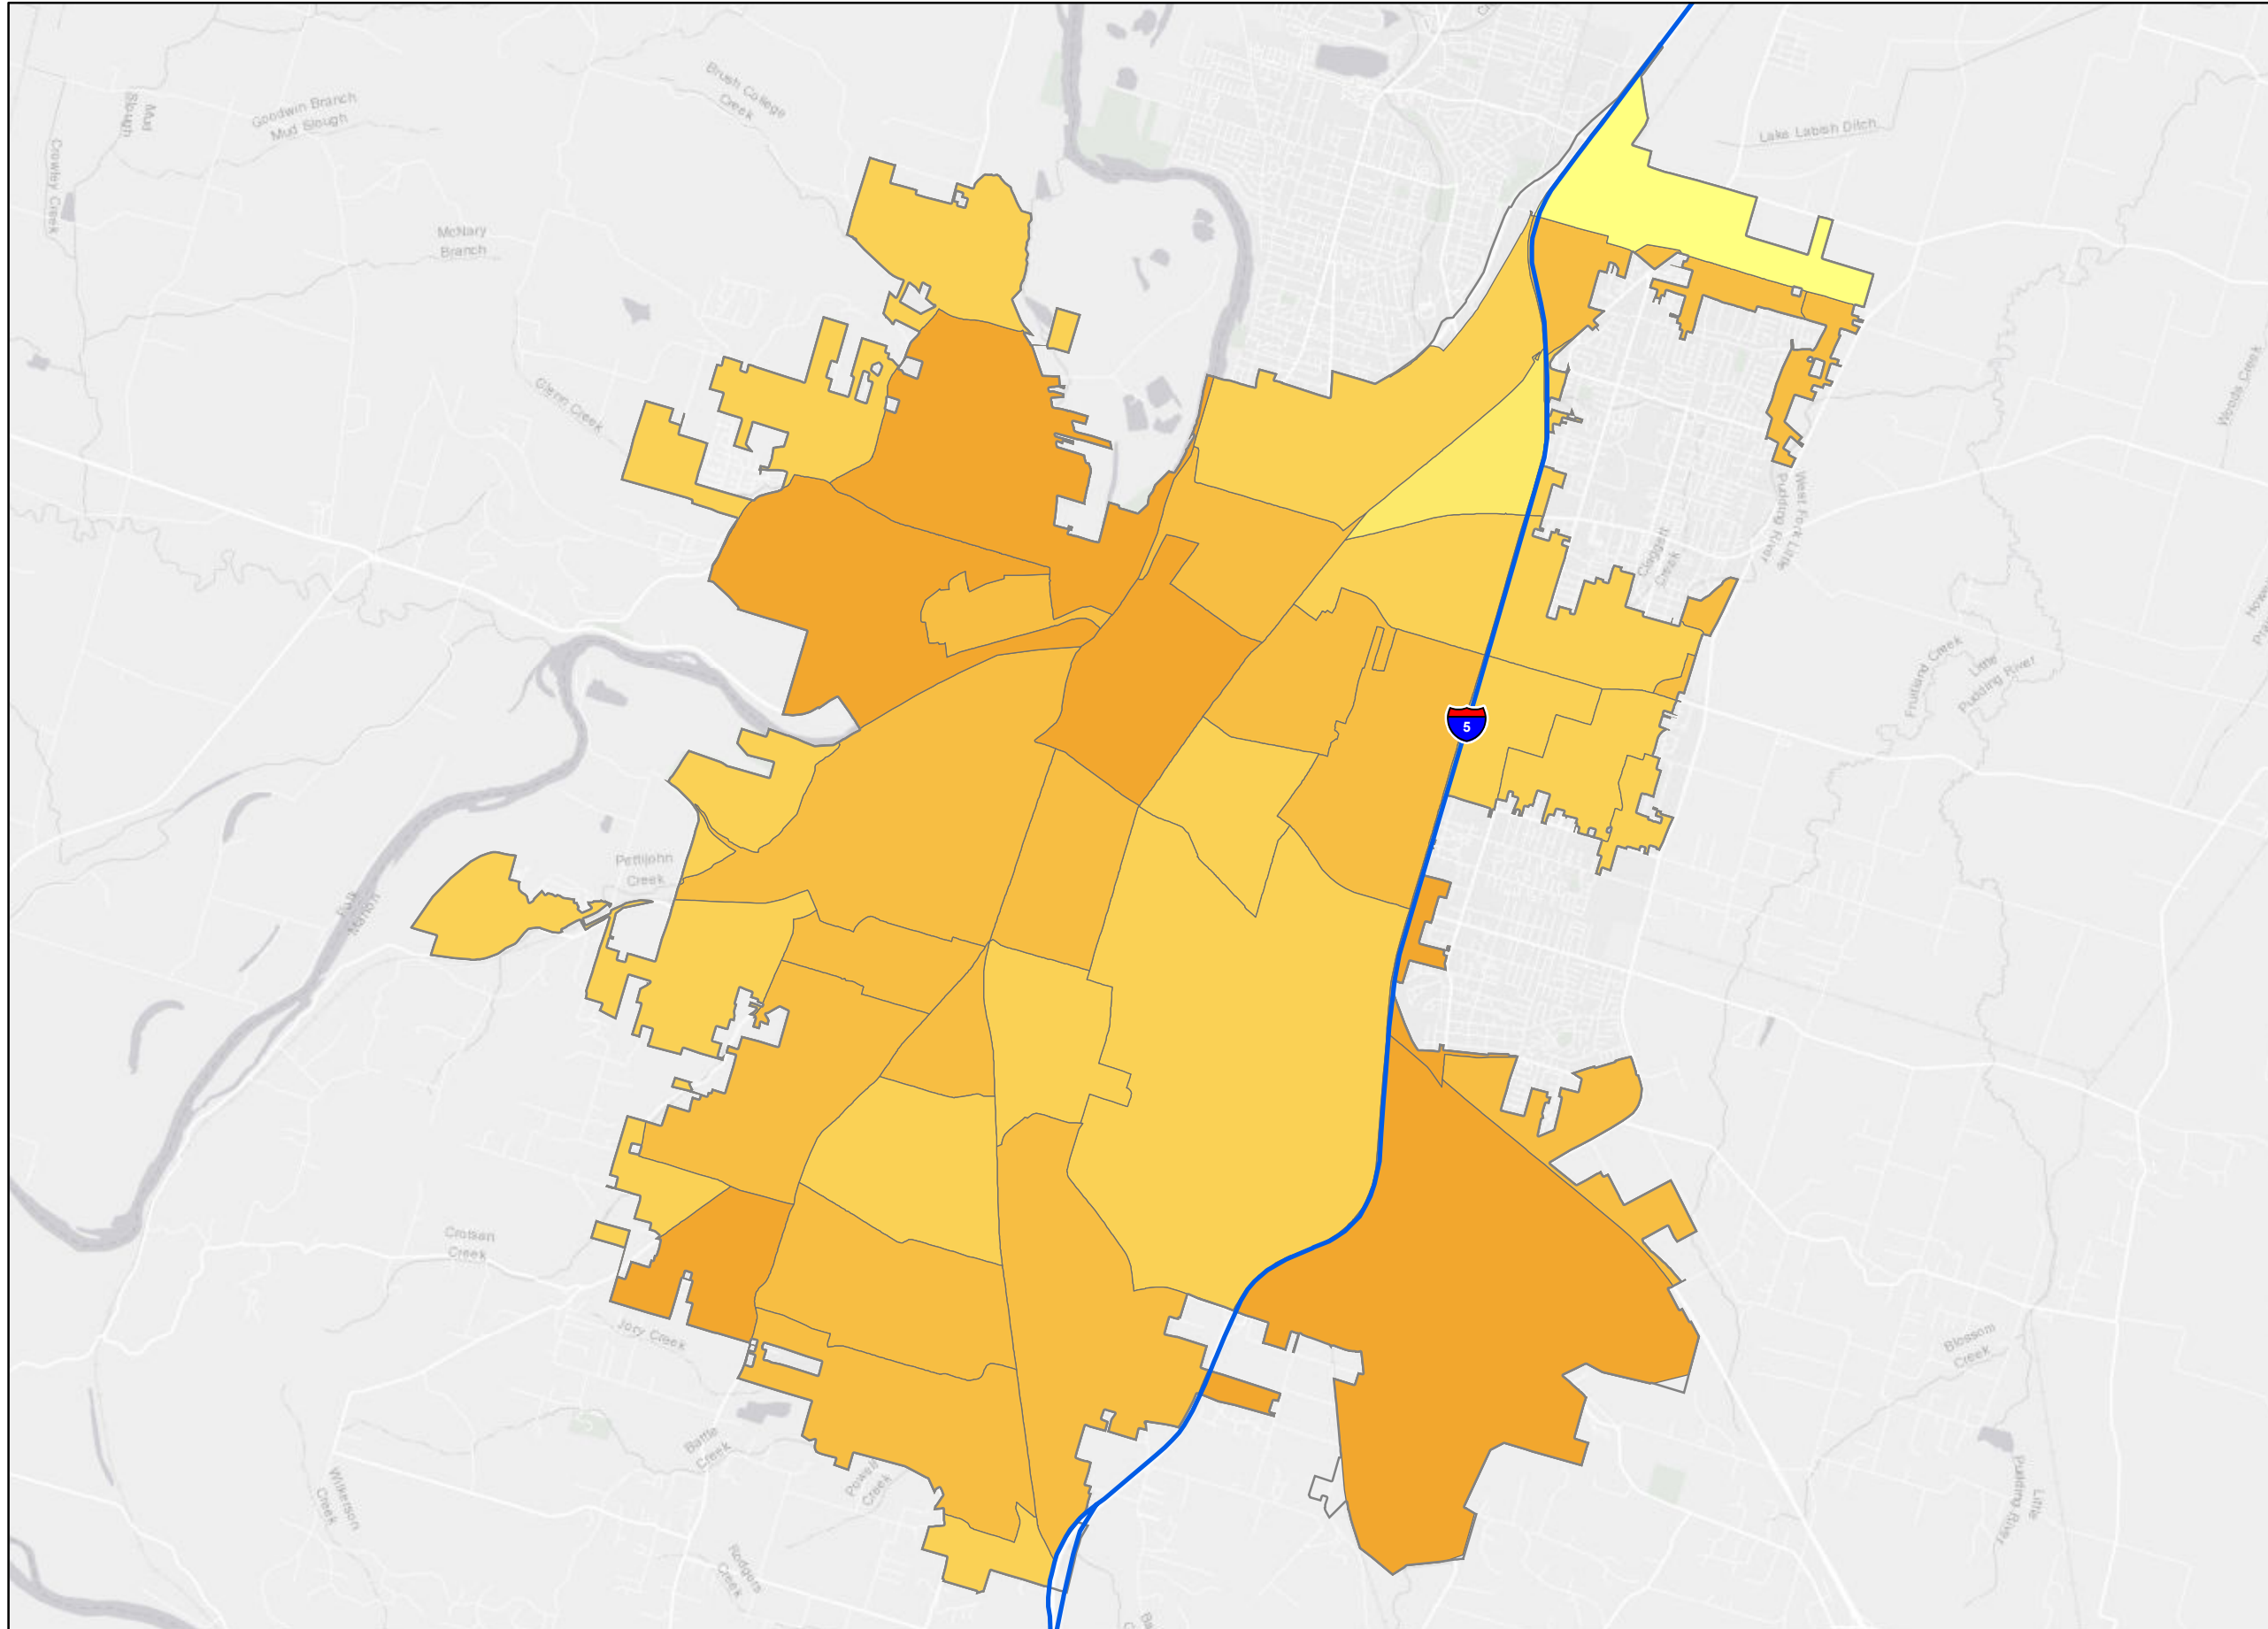 Brush College
Creek
Goodwin Branch
Mud Slough
Mud
Slough
Lake Labish Ditch
Crowley Creek
McNary
Branch
Glenn Creek
Woods Creek
West Fork Little
Pudding River
Claggett
Creek
Fruitland Creek
Little
Pudding River
5
Pettijohn
Creek
Croisan
Creek
Jory Creek
Blossom
Creek
Battle
Creek
Powell
Creek
Wilkerson
Creek
Rodgers
Creek
Little
Pudding River